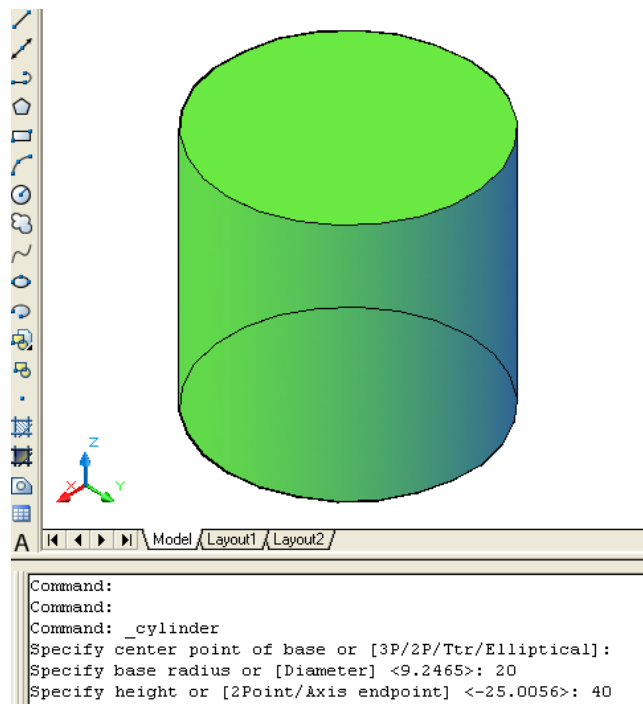 Z
X
Y
A
Model Layout1 Layout2
Command:
Command:
Command: _cylinder
Specify center point of base or [3P/2P/Ttr/Elliptical]:
Specify base radius or [Diameter] <9.2465>: 20
Specify height or [2Point/Axis endpoint] <-25.0056>: 40